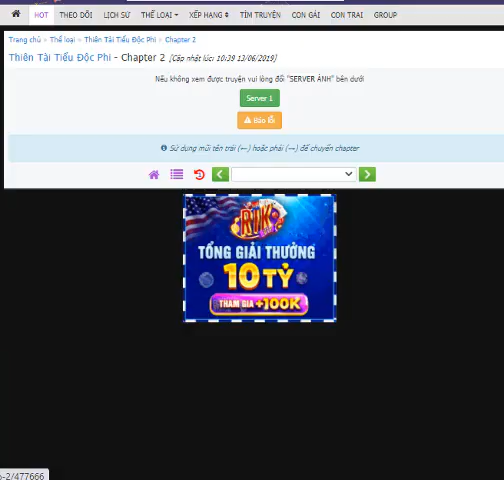 HOT THEO DÕI LỊCH SỬ THỂ LOẠI XẾP HẠNG TÌM TRUYỆN CON GÁI CON TRAI GROUP
Trang chủ » Thể loại » Thiên Tài Tiểu Độc Phi » Chapter 2
Thiên Tài Tiểu Độc Phi - Chapter 2 [Cập nhật lúc: 10:39 13/06/2019]
Nếu không xem được truyện vui lòng đổi "SERVER ẢNH" bên dưới
Server 1
Báo lỗi
Sử dụng mũi tên trái (←) hoặc phải (→) để chuyển chapter
RIK
TỔNG GIẢI THƯỞNG
10 TỶ
THAM GIA +100K
-2/477666